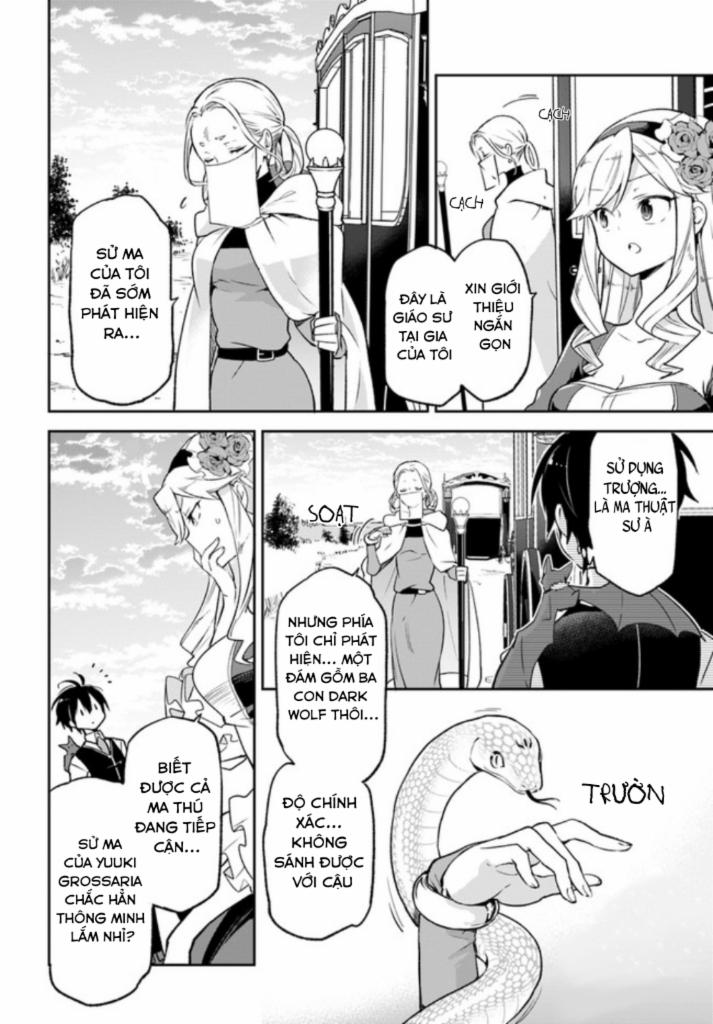 CẠCH
CẠCH
XIN GIỚI
THIỆU
NGẮN
GỌN
ĐÂY LÀ
GIÁO SƯ
TẠI GIA
CỦA TÔI
SỬ MA
CỦA TÔI
ĐÃ SỚM
PHÁT HIỆN
RA...
SỬ DỤNG
TRƯỢNG...
LÀ MA THUẬT
SƯ À
SOẠT
NHƯNG PHÍA
TÔI CHỈ PHÁT
HIỆN... MỘT
ĐÁM GỒM BA
CON DARK
WOLF THÔI...
ĐỘ CHÍNH
XÁC...
KHÔNG
SÁNH ĐƯỢC
VỚI CẬU
TRƯỜN
BIẾT
ĐƯỢC CẢ
MA THÚ
ĐANG TIẾP
CẬN...
SỬ MA
CỦA YUUKI
GROSSARIA
CHẮC HẲN
THÔNG MINH
LẮM NHỈ?